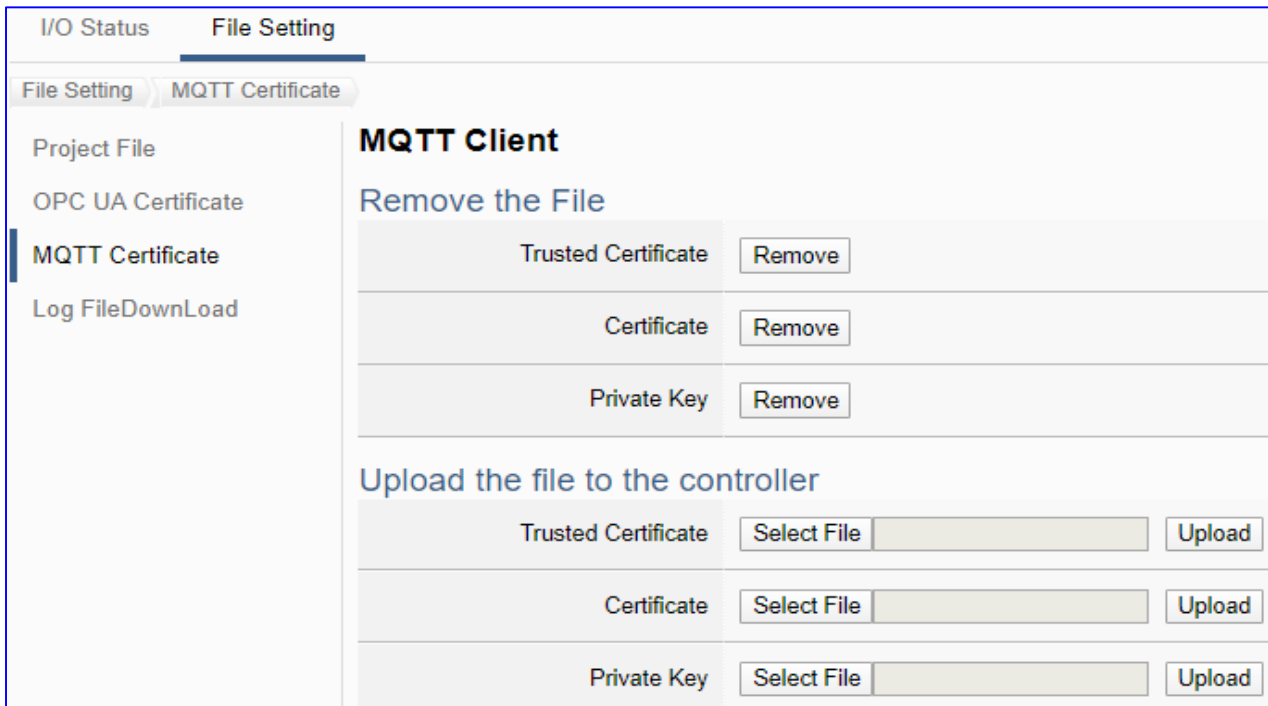 I/O Status File Setting
File Setting MQTT Certificate
Project File
OPC UA Certificate
MQTT Certificate
Log FileDownLoad
MQTT Client
Remove the File
Trusted Certificate Remove
Certificate Remove
Private Key Remove
Upload the file to the controller
Trusted Certificate Select File Upload
Certificate Select File Upload
Private Key Select File Upload